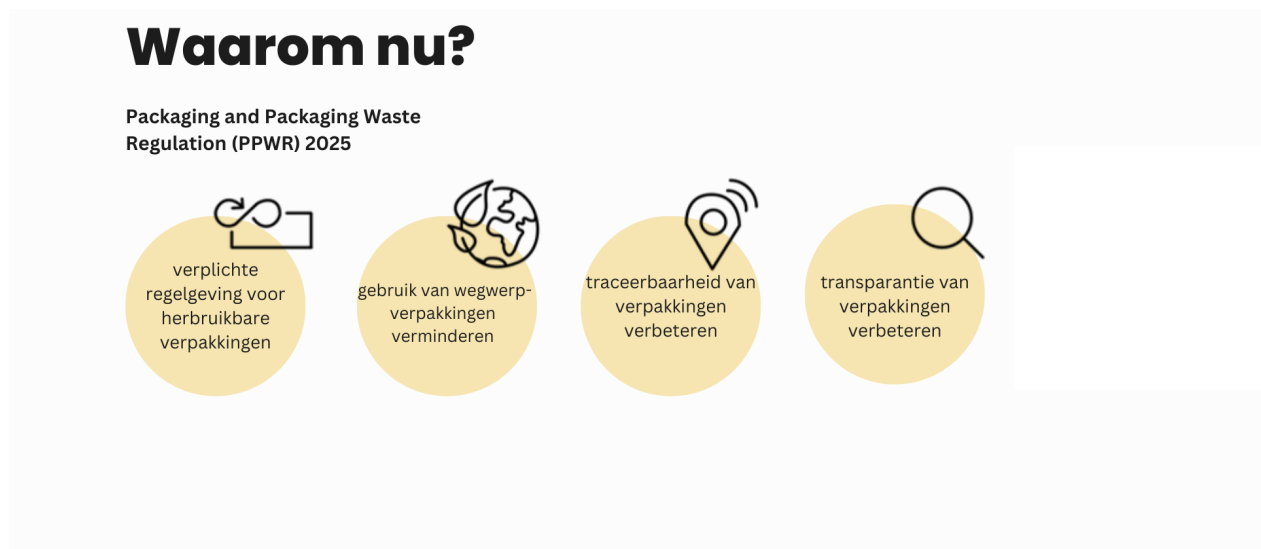 Waarom nu?
Packaging and Packaging Waste
Regulation (PPWR) 2025
verplichte
regelgeving voor
herbruikbare
verpakkingen
gebruik van wegwerp-
verpakkingen
verminderen
traceerbaarheid van
verpakkingen
verbeteren
transparantie van
verpakkingen
verbeteren